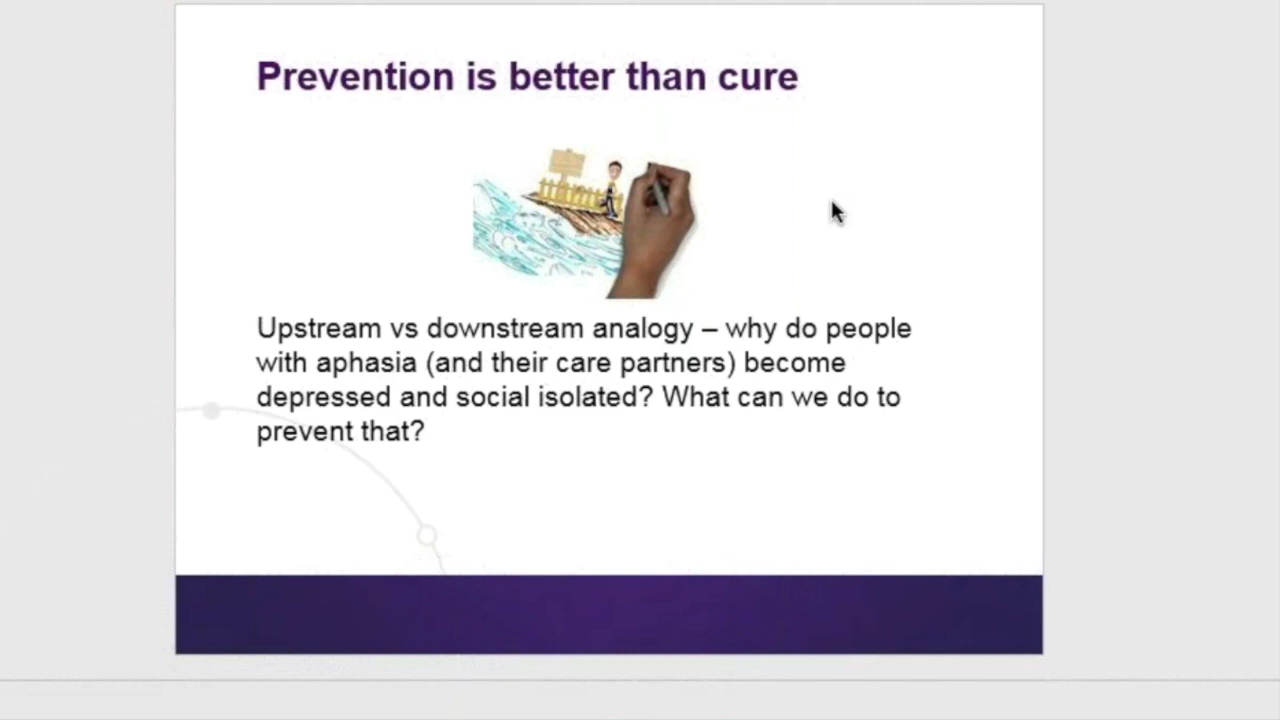 Prevention is better than cure
Upstream vs downstream analogy – why do people
with aphasia (and their care partners) become
depressed and social isolated? What can we do to
prevent that?